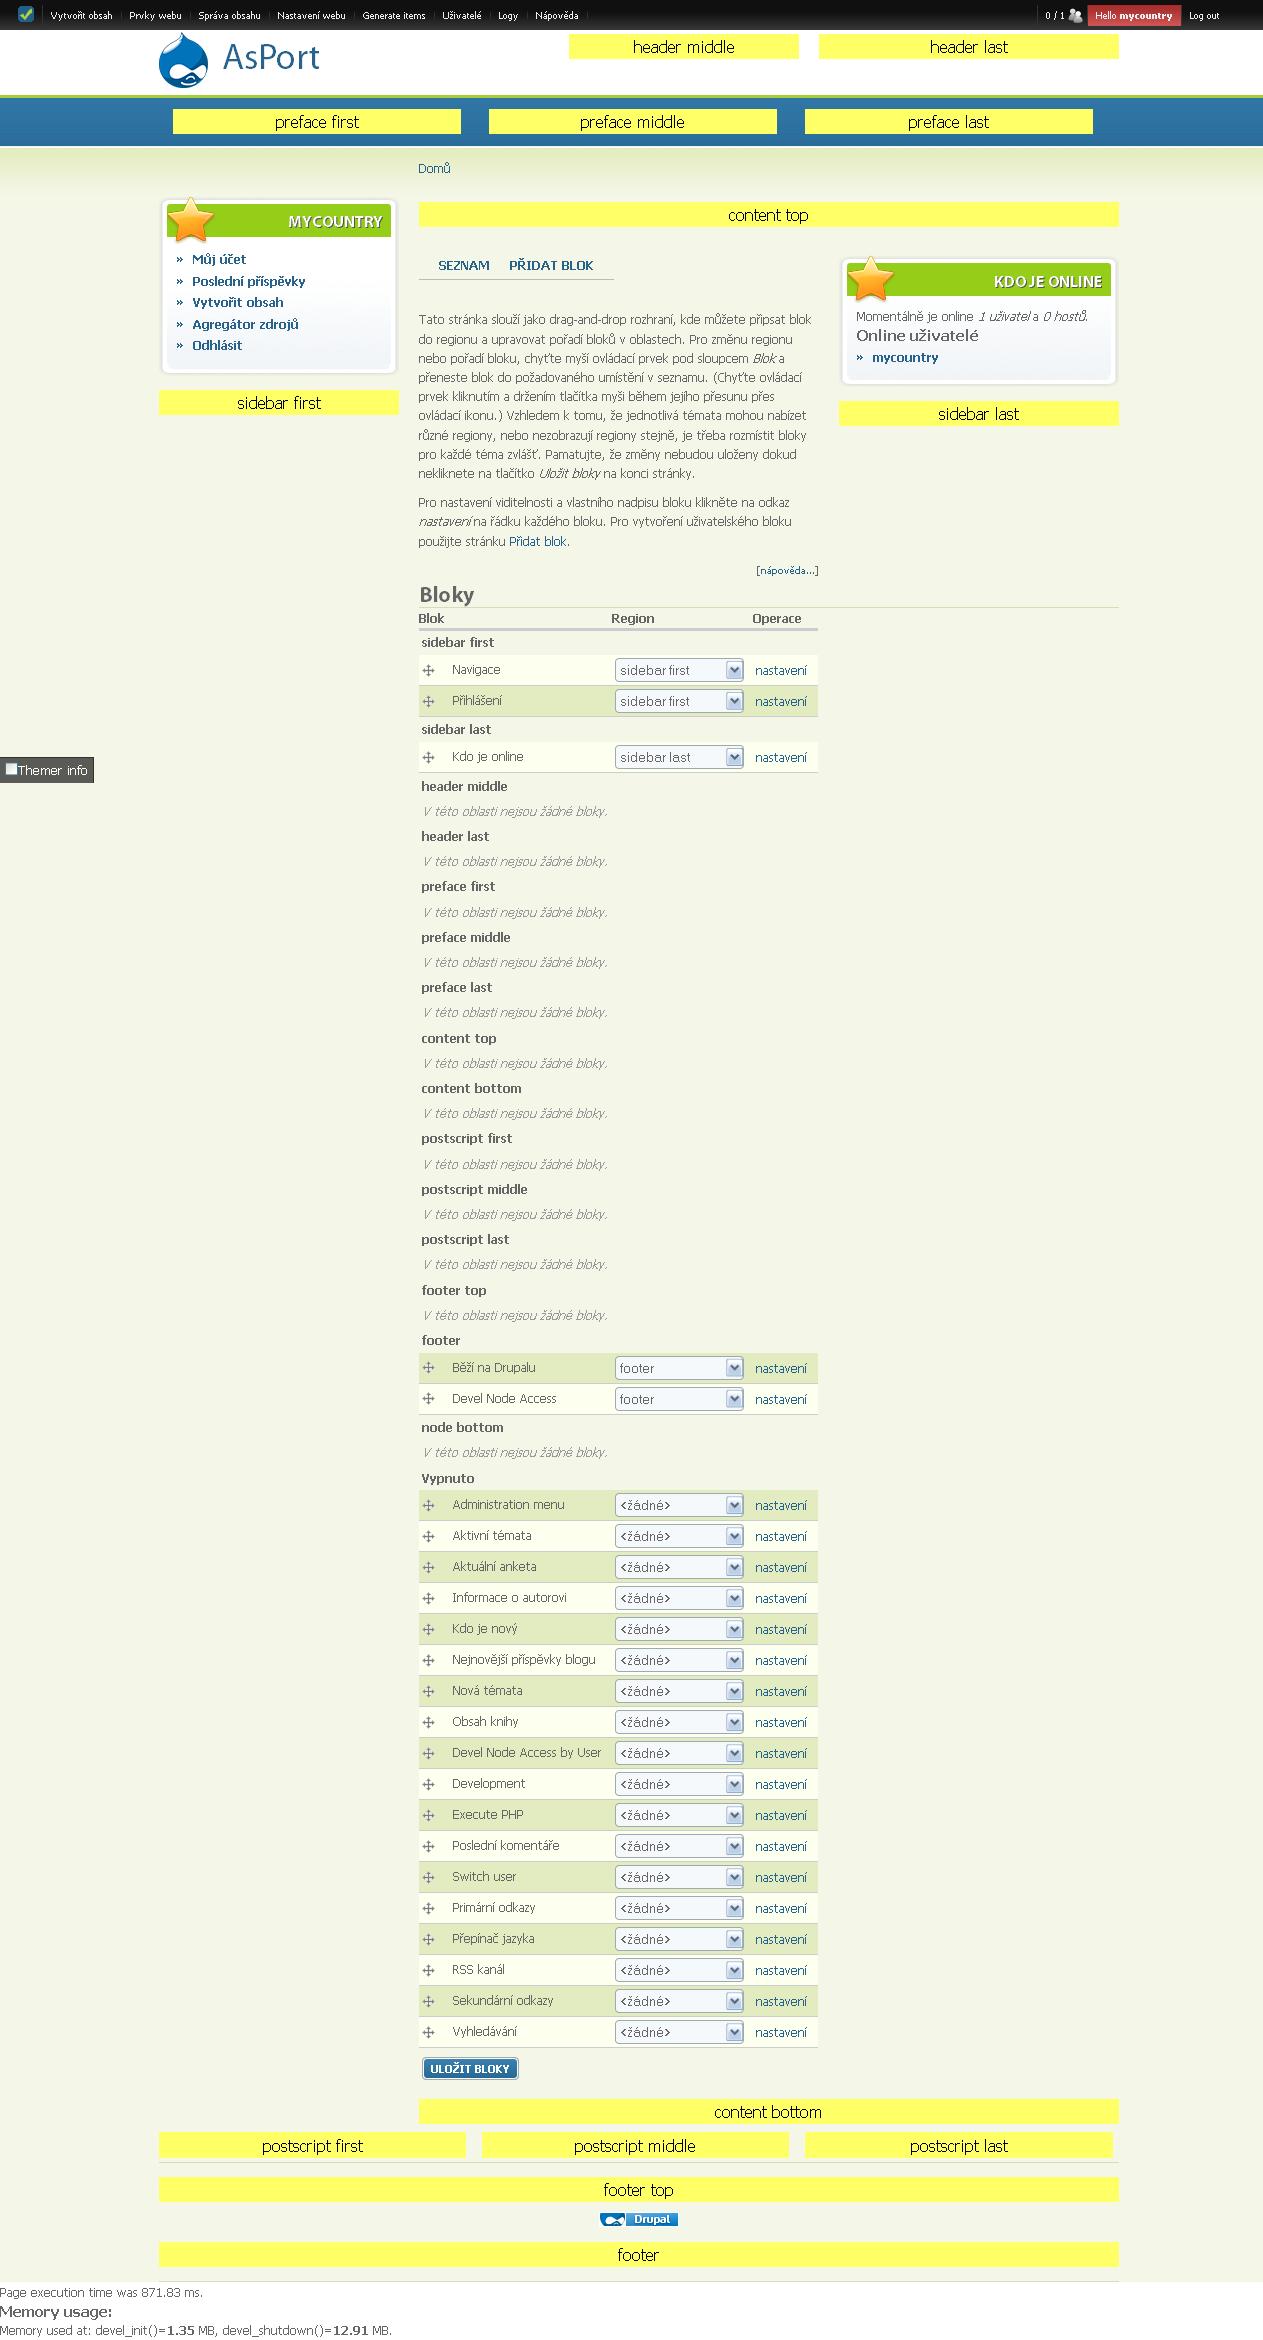 Vytvořit obsah Prvky webu Správa obsahu Nastavení webu Generate items Uživatelé Logy Nápověda 0 / 1 Hello mycountry Log out
AsPort
header middle header last
preface first preface middle preface last
Domů
MYCOUNTRY
» Můj účet
» Poslední příspěvky
» Vytvořit obsah
» Agregátor zdrojů
» Odhlásit
sidebar first
content top
SEZNAM PŘIDAT BLOK
Tato stránka slouží jako drag-and-drop rozhraní, kde můžete připsat blok
do regionu a upravovat pořadí bloků v oblastech. Pro změnu regionu
nebo pořadí bloku, chyťte myší ovládací prvek pod sloupcem Blok a
přeneste blok do požadovaného umístění v seznamu. (Chyťte ovládací
prvek kliknutím a držením tlačítka myši během jejího přesunu přes
ovládací ikonu.) Vzhledem k tomu, že jednotlivá témata mohou nabízet
různé regiony, nebo nezobrazují regiony stejně, je třeba rozmístit bloky
pro každé téma zvlášť. Pamatujte, že změny nebudou uloženy dokud
nekliknete na tlačítko Uložit bloky na konci stránky.
Pro nastavení viditelnosti a vlastního nadpisu bloku klikněte na odkaz
nastavení na řádku každého bloku. Pro vytvoření uživatelského bloku
použijte stránku Přidat blok.
[nápověda...]
KDO JE ONLINE
Momentálně je online 1 uživatel a 0 hostů.
Online uživatelé
» mycountry
sidebar last
Bloky
Blok Region Operace
sidebar first
Navigace sidebar first nastavení
Přihlášení sidebar first nastavení
sidebar last
Kdo je online sidebar last nastavení
Themer info
header middle
V této oblasti nejsou žádné bloky.
header last
V této oblasti nejsou žádné bloky.
preface first
V této oblasti nejsou žádné bloky.
preface middle
V této oblasti nejsou žádné bloky.
preface last
V této oblasti nejsou žádné bloky.
content top
V této oblasti nejsou žádné bloky.
content bottom
V této oblasti nejsou žádné bloky.
postscript first
V této oblasti nejsou žádné bloky.
postscript middle
V této oblasti nejsou žádné bloky.
postscript last
V této oblasti nejsou žádné bloky.
footer top
V této oblasti nejsou žádné bloky.
footer
Běží na Drupalu footer nastavení
Devel Node Access footer nastavení
node bottom
V této oblasti nejsou žádné bloky.
Vypnuto
Administration menu <žádné> nastavení
Aktivní témata <žádné> nastavení
Aktuální anketa <žádné> nastavení
Informace o autorovi <žádné> nastavení
Kdo je nový <žádné> nastavení
Nejnovější příspěvky blogu <žádné> nastavení
Nová témata <žádné> nastavení
Obsah knihy <žádné> nastavení
Devel Node Access by User <žádné> nastavení
Development <žádné> nastavení
Execute PHP <žádné> nastavení
Poslední komentáře <žádné> nastavení
Switch user <žádné> nastavení
Primární odkazy <žádné> nastavení
Přepínač jazyka <žádné> nastavení
RSS kanál <žádné> nastavení
Sekundární odkazy <žádné> nastavení
Vyhledávání <žádné> nastavení
ULOŽIT BLOKY
content bottom
postscript first postscript middle postscript last
footer top
Drupal
footer
Page execution time was 871.83 ms.
Memory usage:
Memory used at: devel_init()=1.35 MB, devel_shutdown()=12.91 MB.